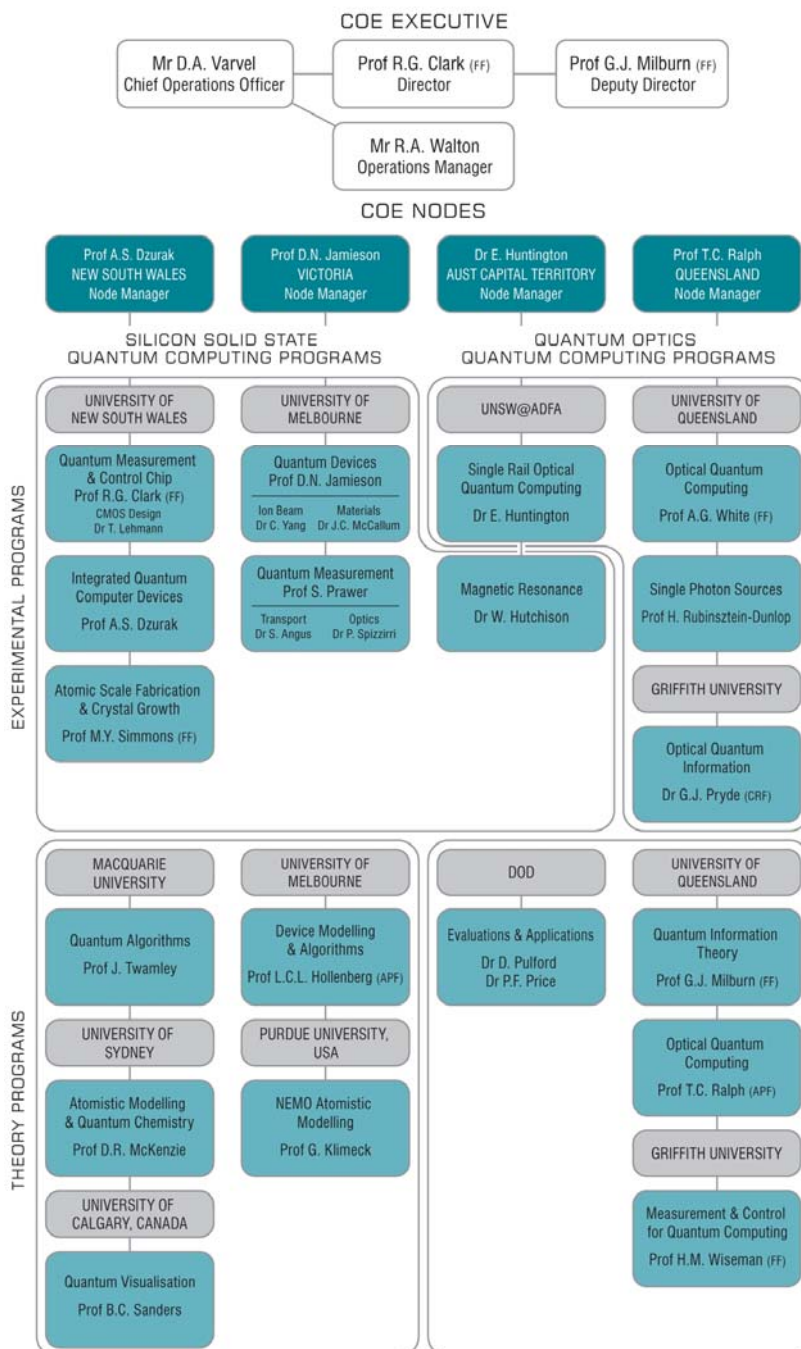 COE EXECUTIVE
Mr D.A. Varvel
Chief Operations Officer
Prof R.G. Clark (FF)
Director
Prof G.J. Milburn (FF)
Deputy Director
Mr R.A. Walton
Operations Manager
COE NODES
Prof A.S. Dzurak
NEW SOUTH WALES
Node Manager
Prof D.N. Jamieson
VICTORIA
Node Manager
Dr E. Huntington
AUST CAPITAL TERRITORY
Node Manager
Prof T.C. Ralph
QUEENSLAND
Node Manager
SILICON SOLID STATE
QUANTUM COMPUTING PROGRAMS
QUANTUM OPTICS
QUANTUM COMPUTING PROGRAMS
EXPERIMENTAL PROGRAMS
UNIVERSITY OF
NEW SOUTH WALES
Quantum Measurement
& Control Chip
Prof R.G. Clark (FF)
CMOS Design
Dr T. Lehmann
Integrated Quantum
Computer Devices
Prof A.S. Dzurak
Atomic Scale Fabrication
& Crystal Growth
Prof M.Y. Simmons (FF)
UNIVERSITY OF
MELBOURNE
Quantum Devices
Prof D.N. Jamieson
Ion Beam
Dr C. Yang
Materials
Dr J.C. McCallum
Quantum Measurement
Prof S. Prawer
Transport
Dr S. Angus
Optics
Dr P. Spizzirri
UNSW@ADFA
Single Rail Optical
Quantum Computing
Dr E. Huntington
Magnetic Resonance
Dr W. Hutchison
UNIVERSITY OF
QUEENSLAND
Optical Quantum
Computing
Prof A.G. White (FF)
Single Photon Sources
Prof H. Rubinsztein-Dunlop
GRIFFITH UNIVERSITY
Optical Quantum
Information
Dr G.J. Pryde (CRF)
THEORY PROGRAMS
MACQUARIE
UNIVERSITY
Quantum Algorithms
Prof J. Twamley
UNIVERSITY OF
SYDNEY
Atomistic Modelling
& Quantum Chemistry
Prof D.R. McKenzie
UNIVERSITY OF
CALGARY, CANADA
Quantum Visualisation
Prof B.C. Sanders
UNIVERSITY OF
MELBOURNE
Device Modelling
& Algorithms
Prof L.C.L. Hollenberg (APF)
PURDUE UNIVERSITY,
USA
NEMO Atomistic
Modelling
Prof G. Klimeck
DOD
Evaluations & Applications
Dr D. Pulford
Dr P.F. Price
UNIVERSITY OF
QUEENSLAND
Quantum Information
Theory
Prof G.J. Milburn (FF)
Optical Quantum
Computing
Prof T.C. Ralph (APF)
GRIFFITH UNIVERSITY
Measurement & Control
for Quantum Computing
Prof H.M. Wiseman (FF)